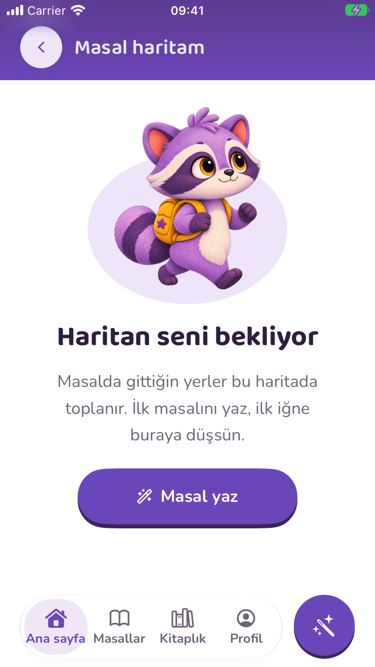 Carrier 09:41
Masal haritam
Haritan seni bekliyor
Masalda gittiğin yerler bu haritada
toplanır. İlk masalını yaz, ilk iğne
buraya düşsün.
Masal yaz
Ana sayfa Masallar Kitaplık Profil